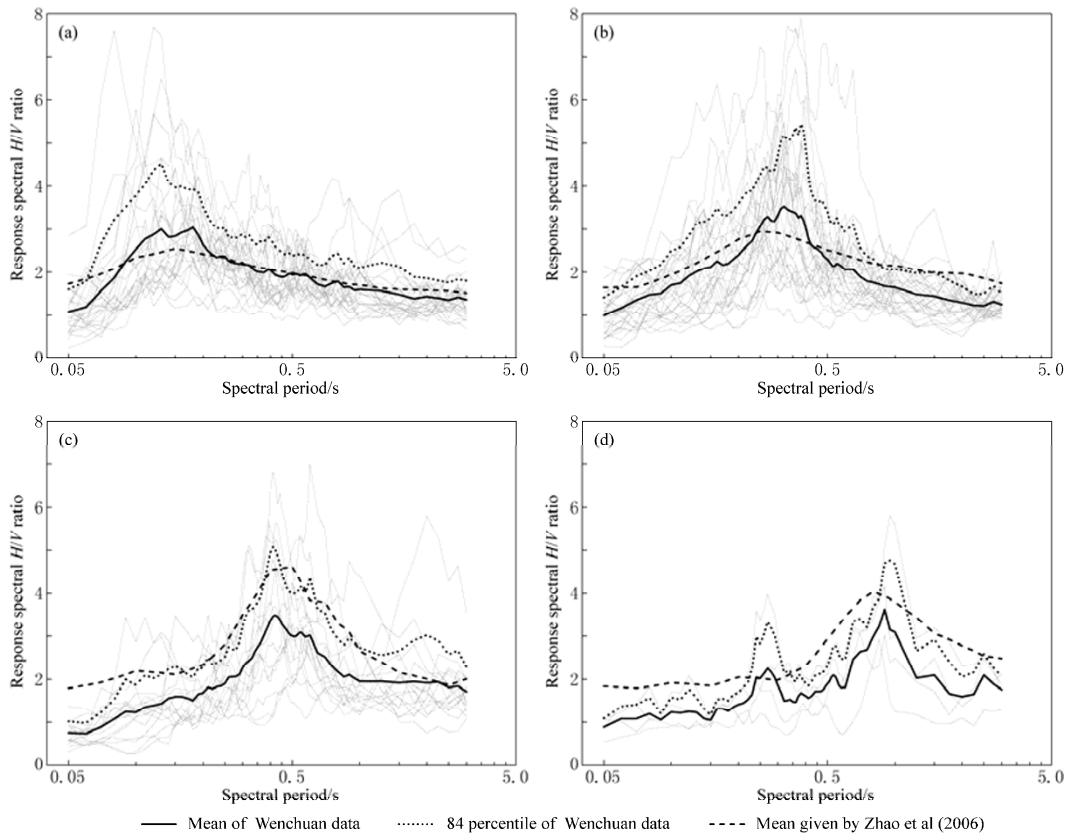 (a)
Response spectral H/V ratio
8
6
4
2
0
0.05
0.5
5.0
Spectral period/s
(b)
Response spectral H/V ratio
8
6
4
2
0
0.05
0.5
5.0
Spectral period/s
(c)
Response spectral H/V ratio
8
6
4
2
0
0.05
0.5
5.0
Spectral period/s
(d)
Response spectral H/V ratio
8
6
4
2
0
0.05
0.5
5.0
Spectral period/s
Mean of Wenchuan data 84 percentile of Wenchuan data Mean given by Zhao et al (2006)